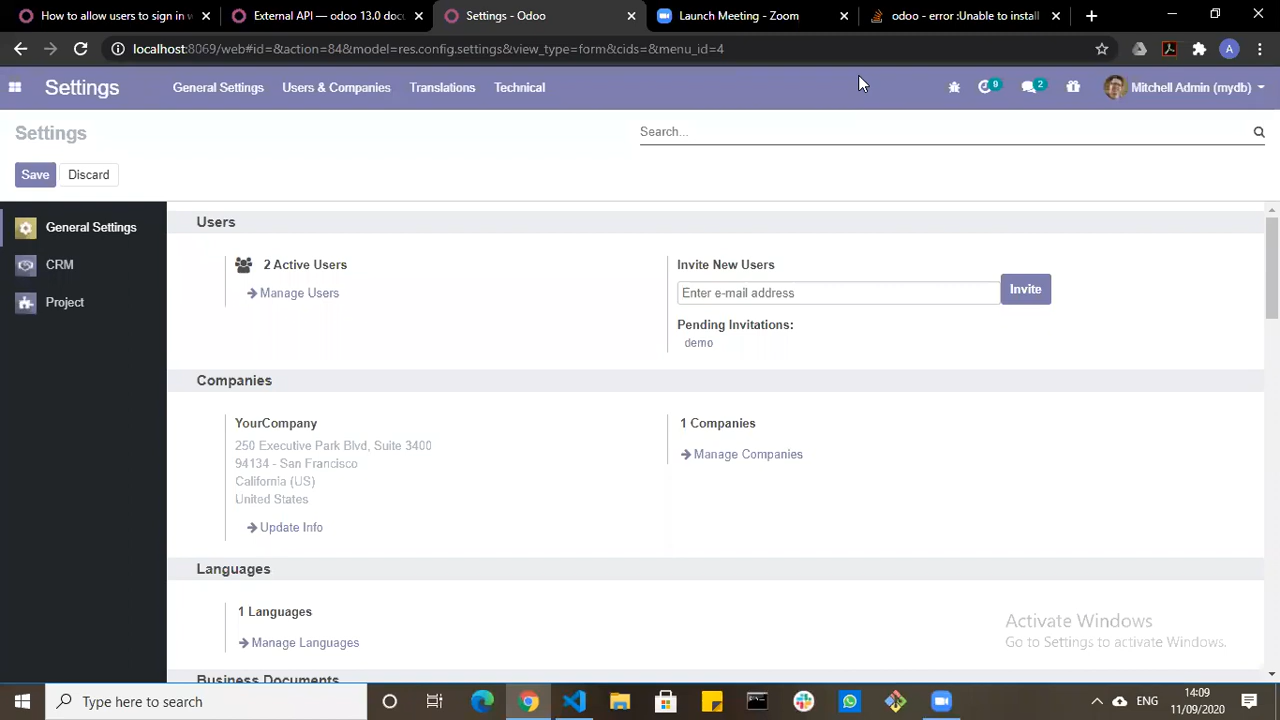 How to allow users to sign in w
External API — odoo 13.0 docu
Settings - Odoo
Launch Meeting - Zoom
odoo - error :Unable to install
localhost:8069/web#id=&action=84&model=res.config.settings&view_type=form&cids=&menu_id=4
A
Settings
General Settings
Users & Companies
Translations
Technical
9
2
Mitchell Admin (mydb)
Settings
Search...
Save
Discard
General Settings
CRM
Project
Users
2 Active Users
Manage Users
Invite New Users
Enter e-mail address
Invite
Pending Invitations:
demo
Companies
YourCompany
250 Executive Park Blvd, Suite 3400
94134 - San Francisco
California (US)
United States
Update Info
1 Companies
Manage Companies
Languages
1 Languages
Manage Languages
Business Documents
Activate Windows
Go to Settings to activate Windows.
Type here to search
ENG
14:09
11/09/2020